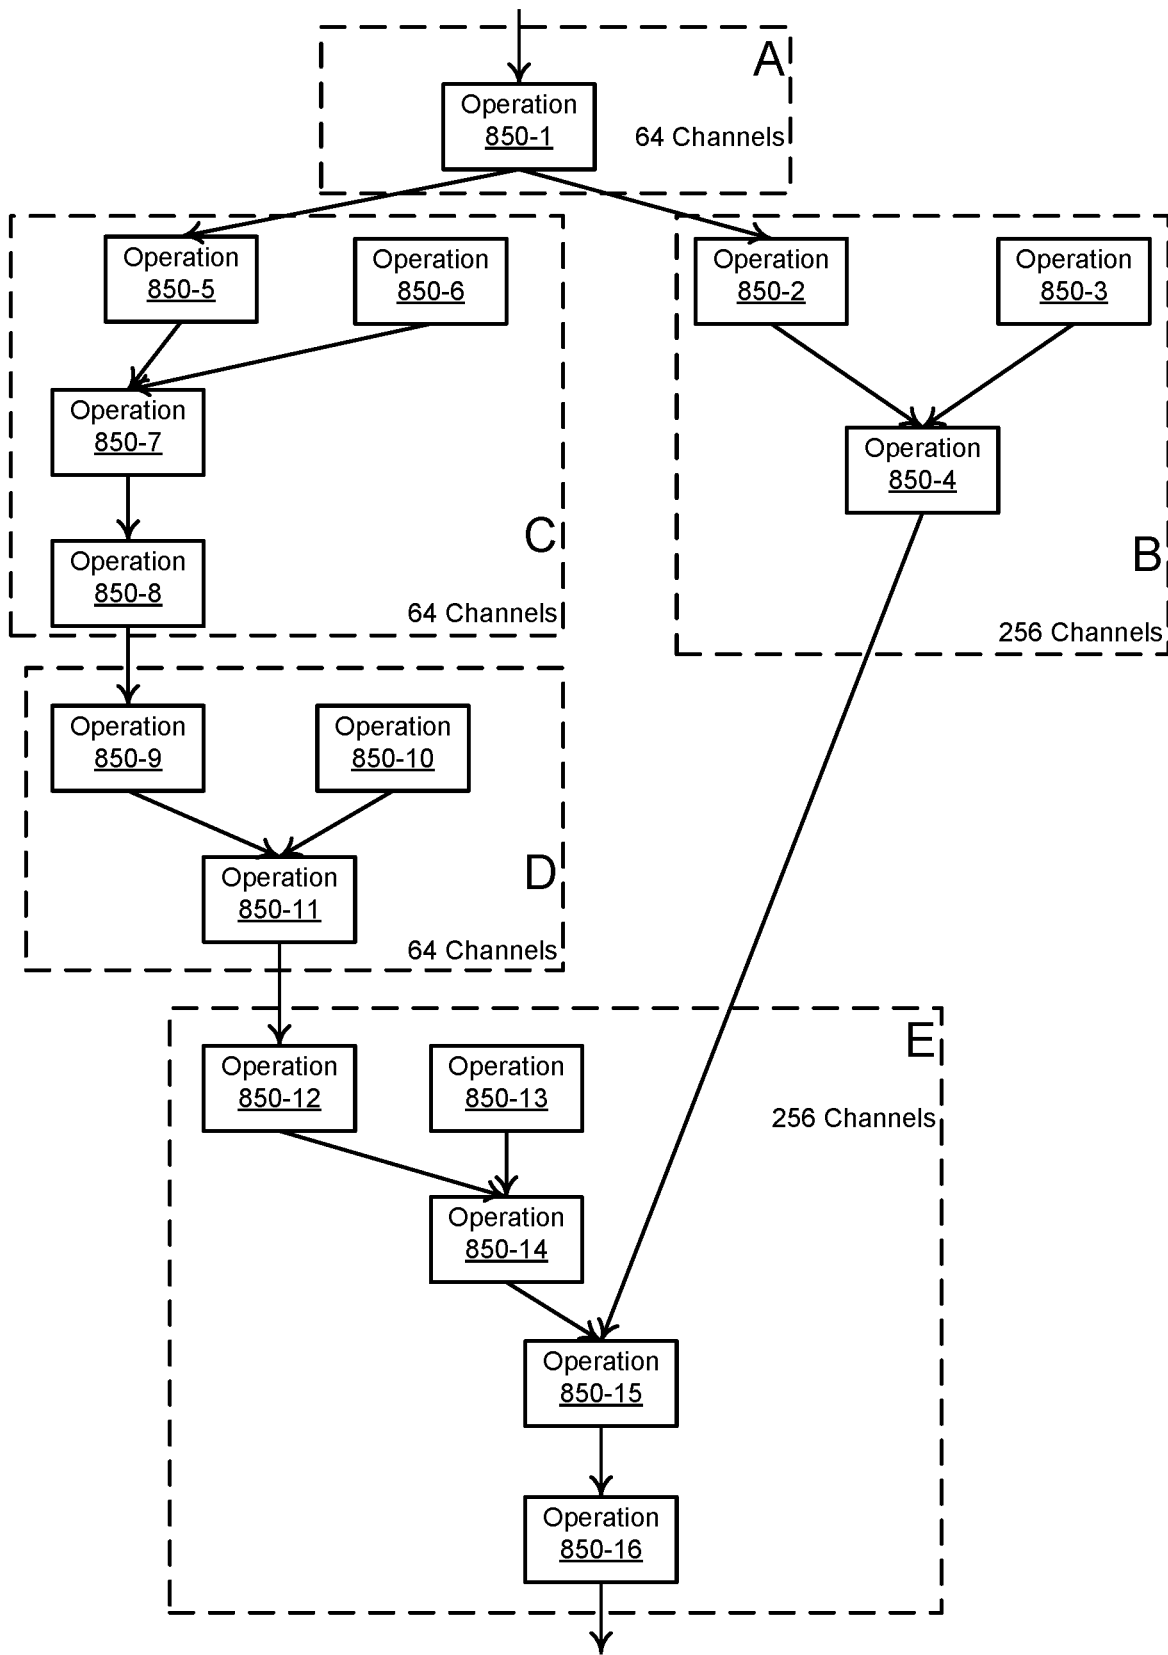 A
Operation
850-1
64 Channels
Operation
850-5
Operation
850-6
Operation
850-7
Operation
850-8
C
64 Channels
Operation
850-2
Operation
850-3
Operation
850-4
B
256 Channels
Operation
850-9
Operation
850-10
Operation
850-11
D
64 Channels
E
Operation
850-12
Operation
850-13
256 Channels
Operation
850-14
Operation
850-15
Operation
850-16